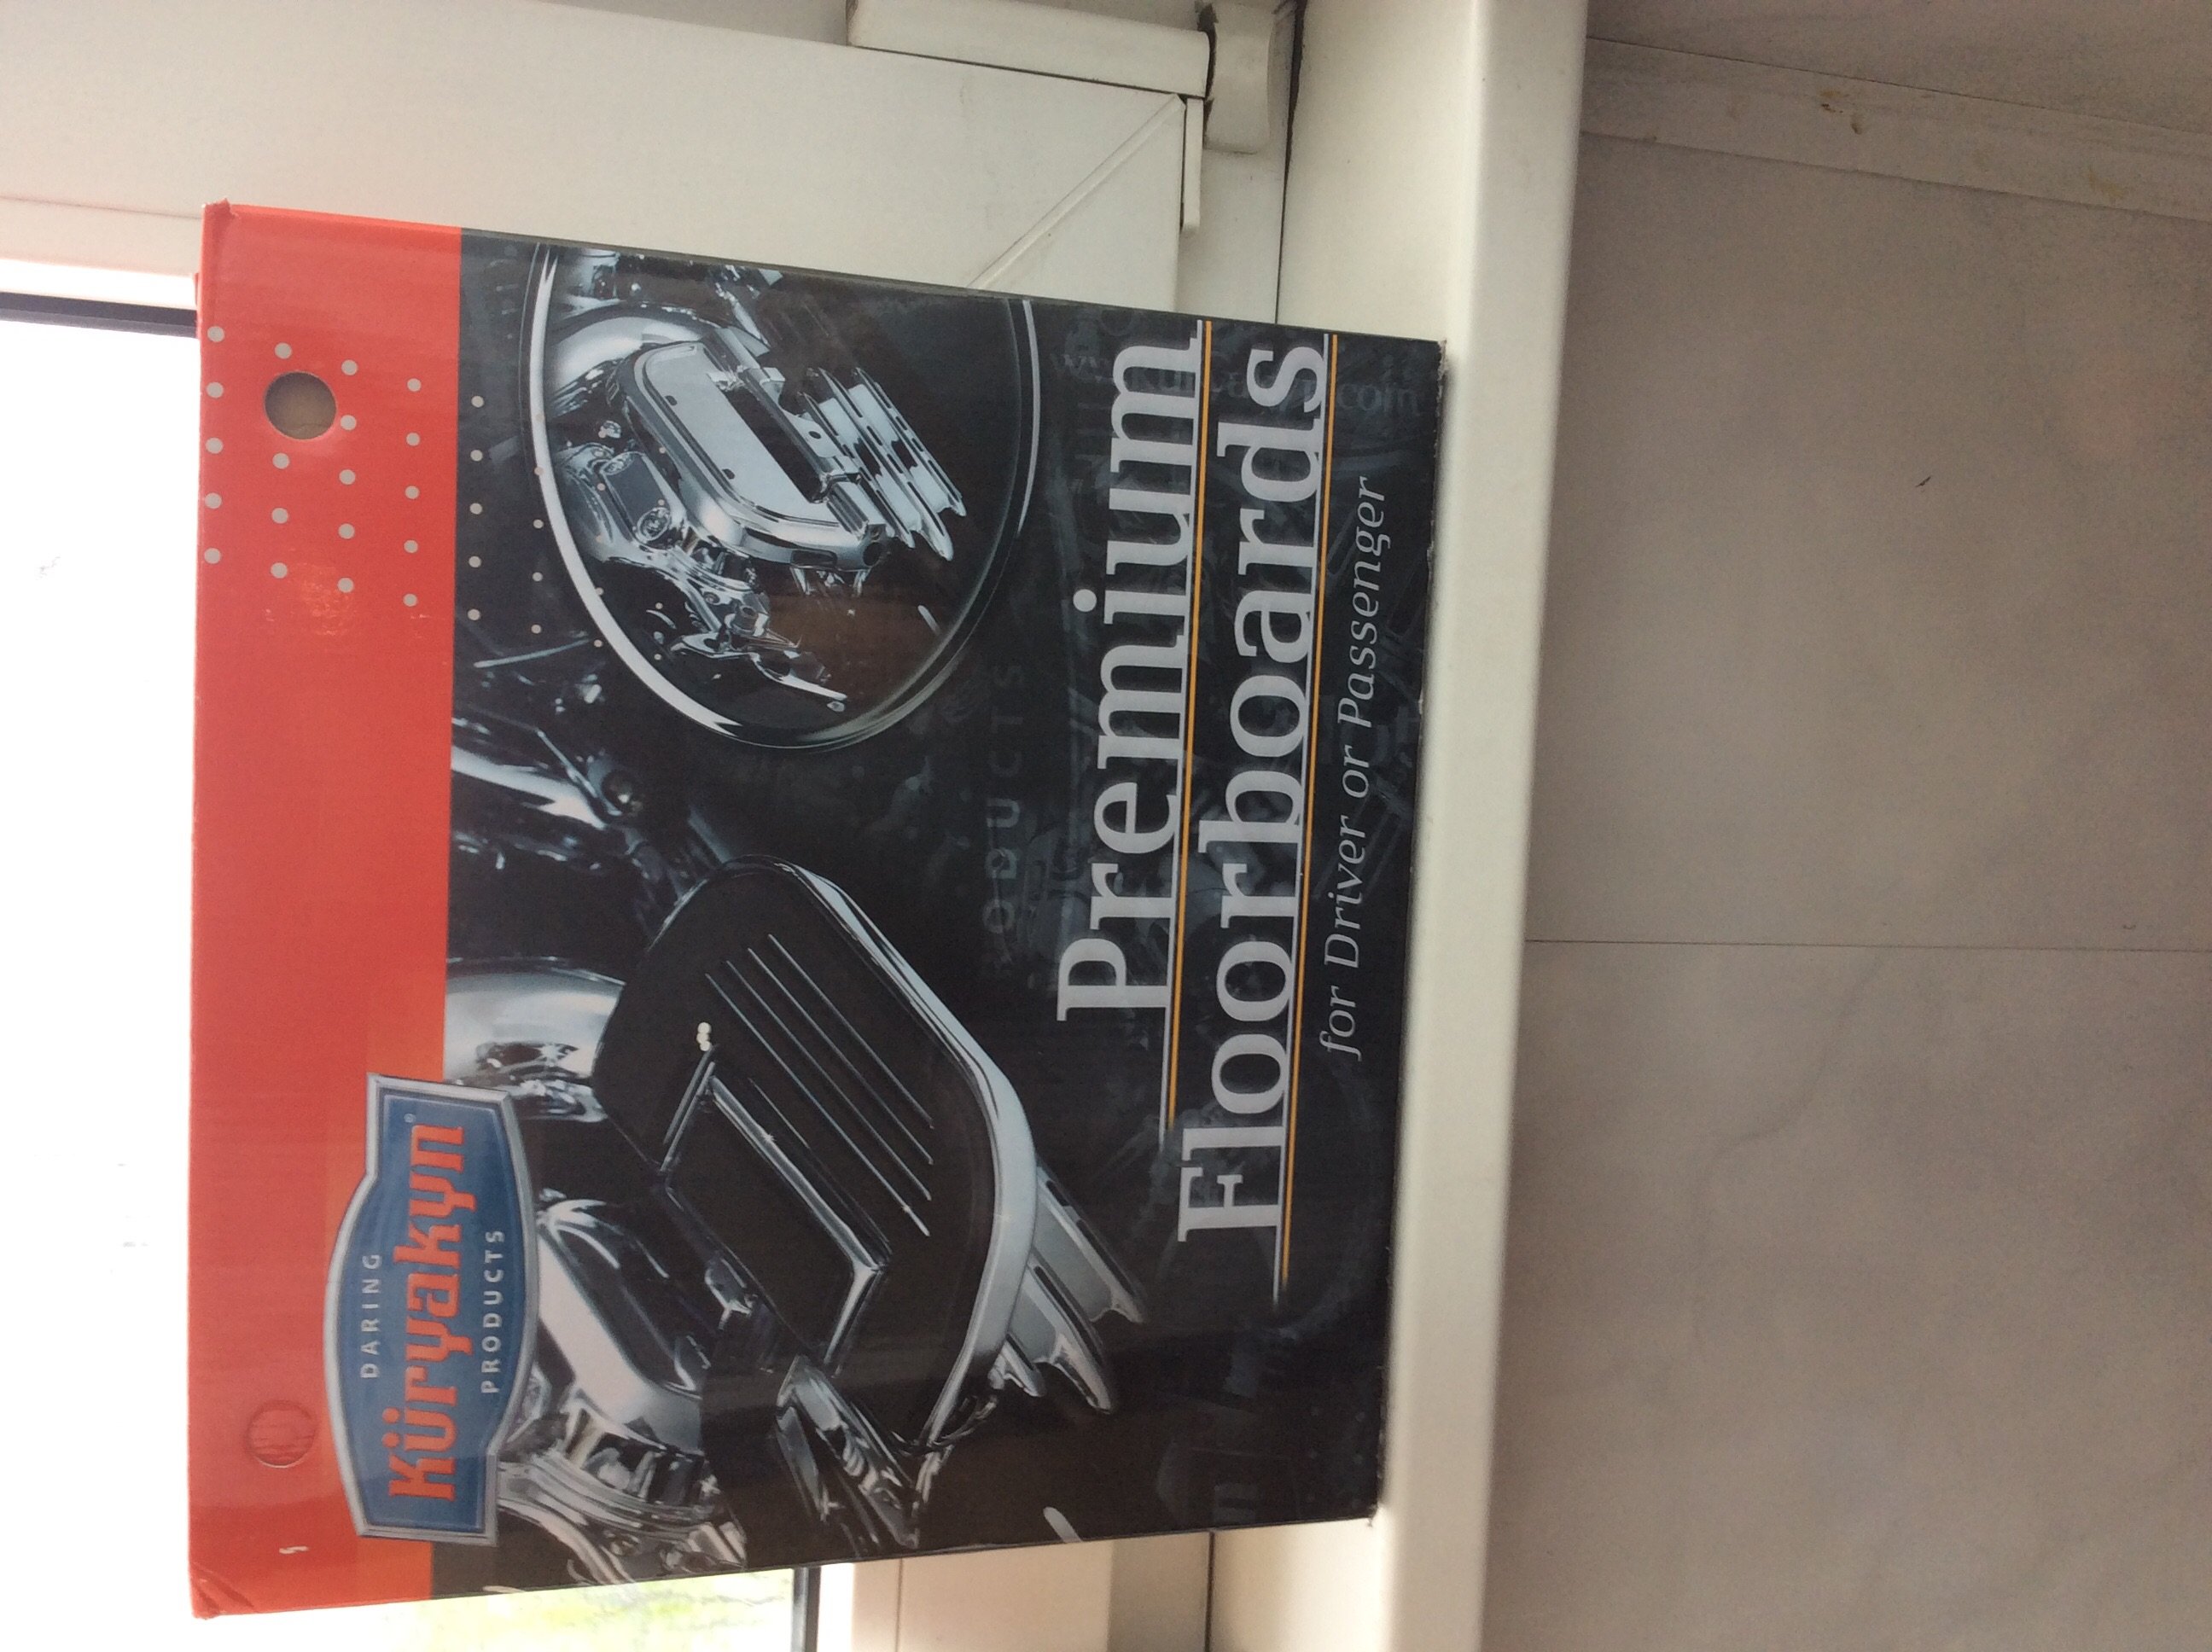 DARING
Küryakyn®
PRODUCTS
Premium
Floorboards
for Driver or Passenger